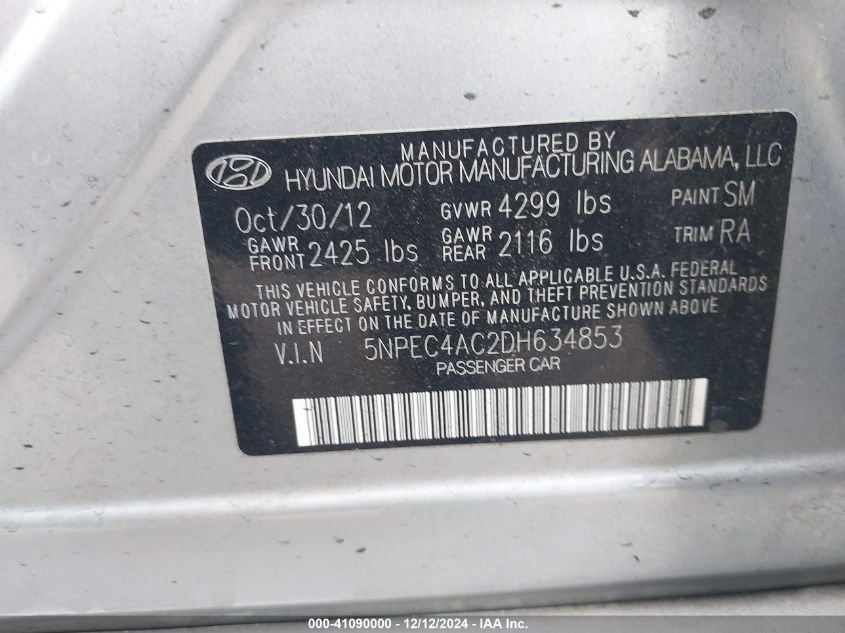 MANUFACTURED BY
HYUNDAI MOTOR MANUFACTURING ALABAMA, LLC
Oct/30/12 GVWR 4299 lbs PAINT SM
GAWR FRONT 2425 lbs GAWR REAR 2116 lbs TRIM RA
THIS VEHICLE CONFORMS TO ALL APPLICABLE U.S.A. FEDERAL
MOTOR VEHICLE SAFETY, BUMPER, AND THEFT PREVENTION STANDARDS
IN EFFECT ON THE DATE OF MANUFACTURE SHOWN ABOVE
V.I.N 5NPEC4AC2DH634853
PASSENGER CAR
000-41090000 - 12/12/2024 - IAA Inc.